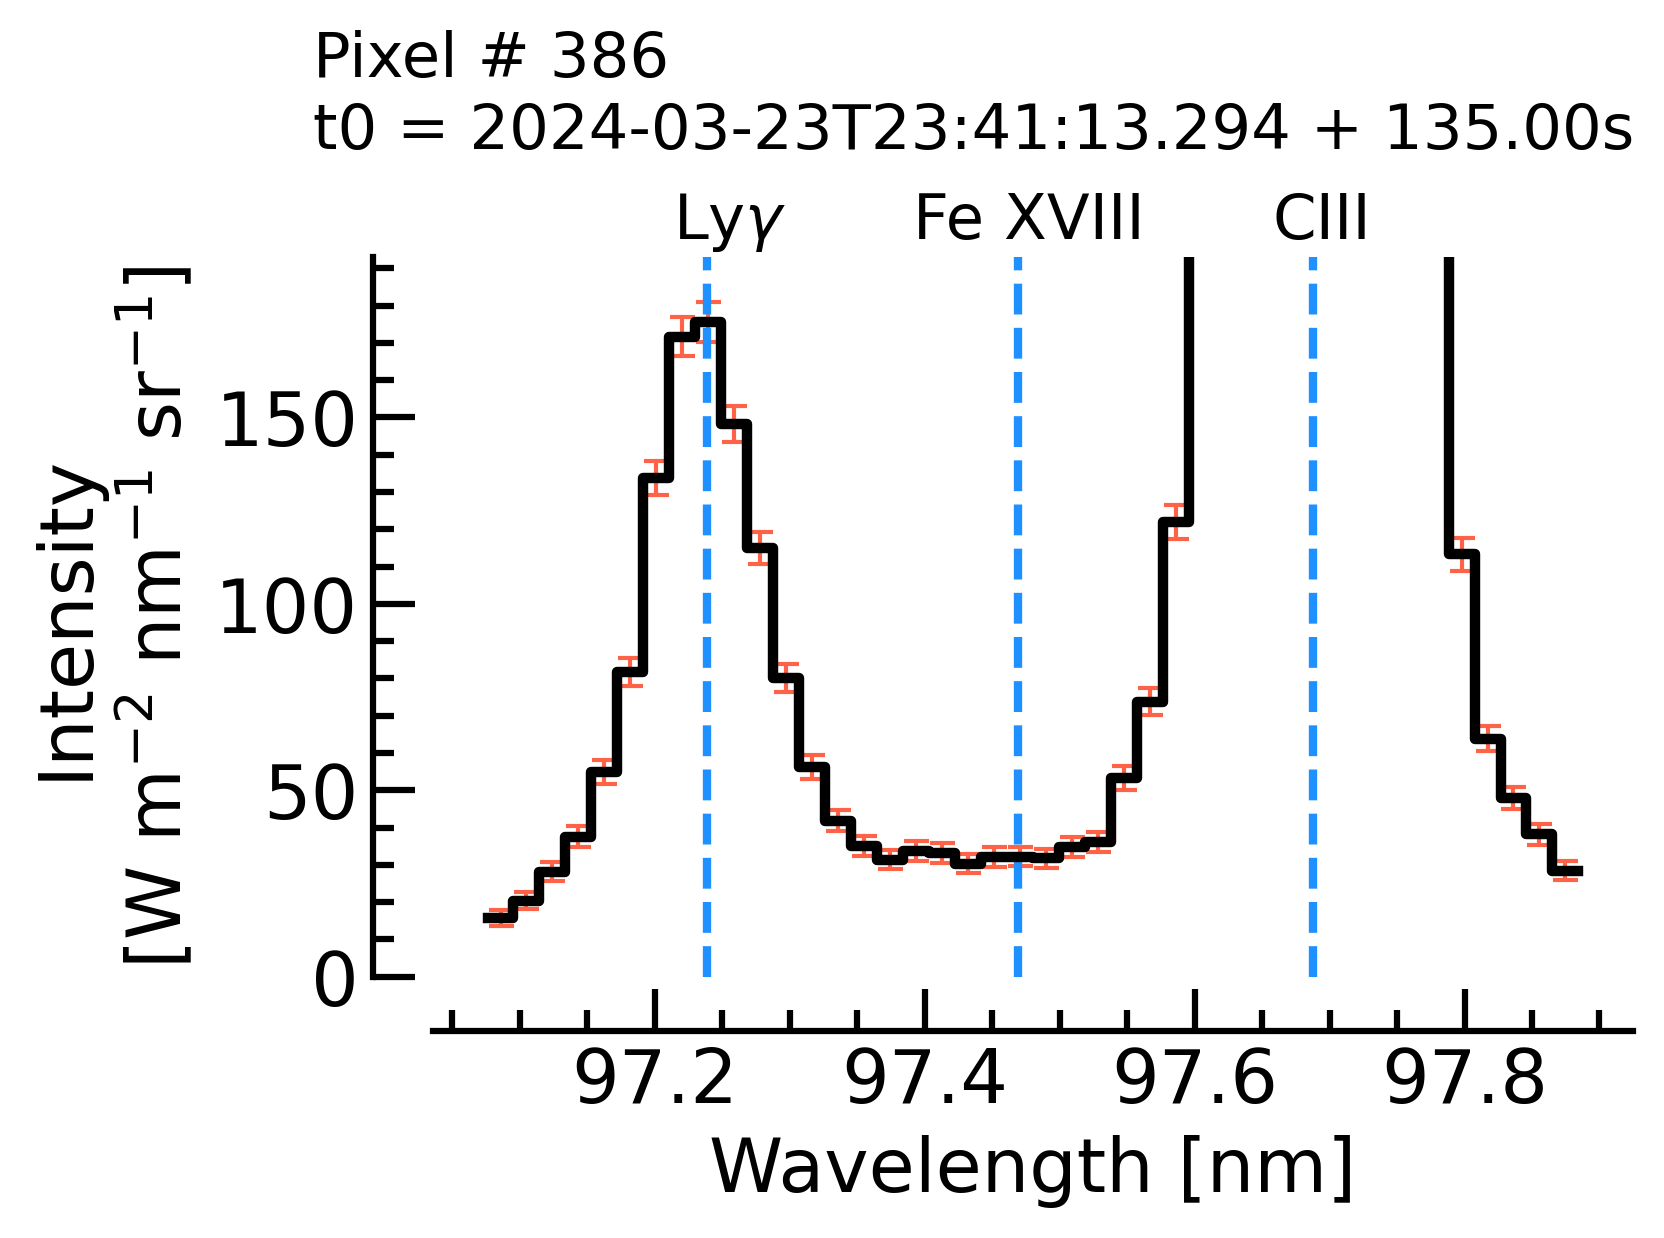 Pixel # 386
t0 = 2024-03-23T23:41:13.294 + 135.00s
Lyγ Fe XVIII CIII
Intensity
[W m⁻² nm⁻¹ sr⁻¹]
150
100
50
0
97.2 97.4 97.6 97.8
Wavelength [nm]